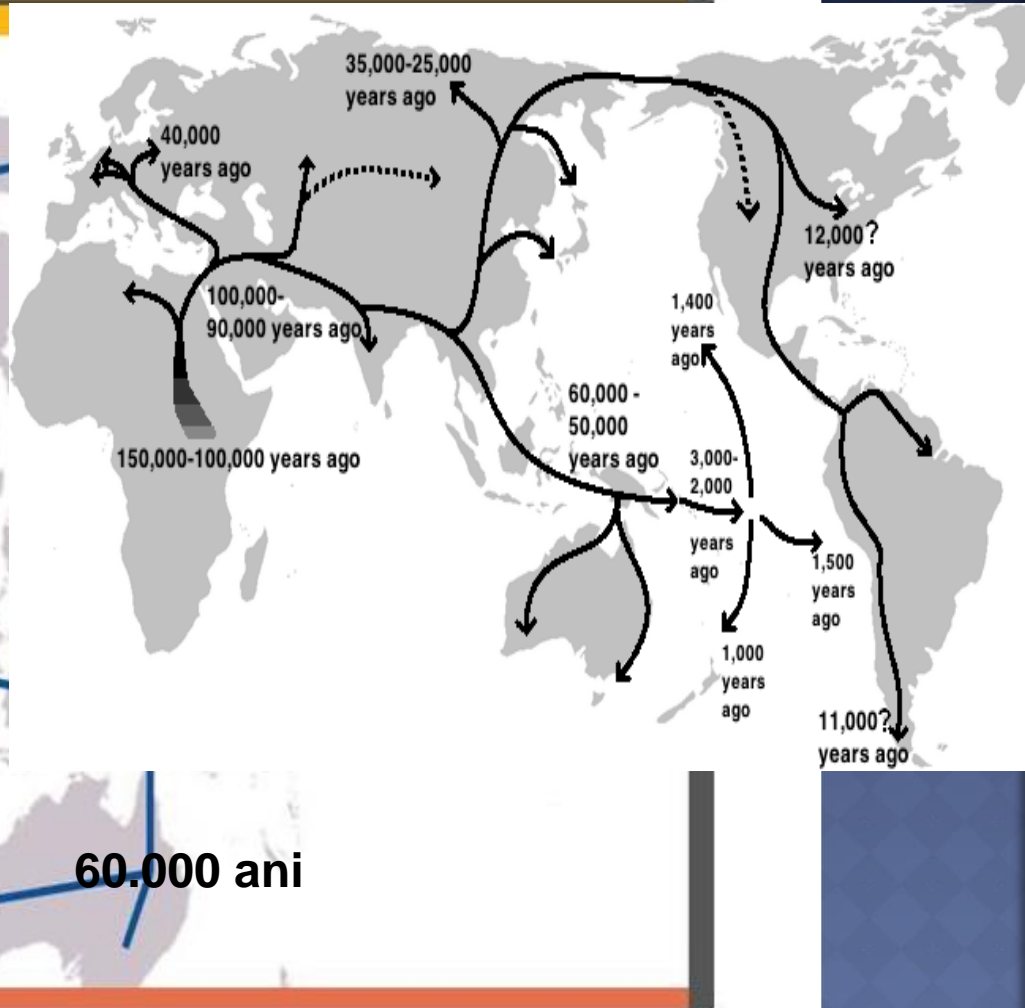 35,000-25,000
years ago
40,000
years ago
12,000?
years ago
100,000-
90,000 years ago
1,400
years
ago
60,000 -
50,000
years ago
150,000-100,000 years ago
3,000-
2,000
years
ago
1,500
years
ago
1,000
years
ago
11,000?
years ago
60.000 ani